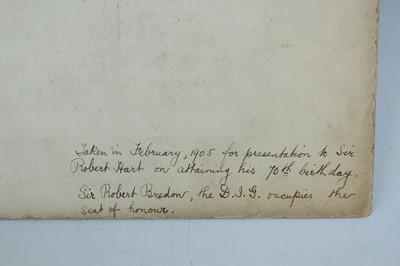 Taken in February, 1905 for presentation to Sir
Robert Hart on attaining his 70th birthday.
Sir Robert Bredon, the D.I.G. occupies the
seat of honour.